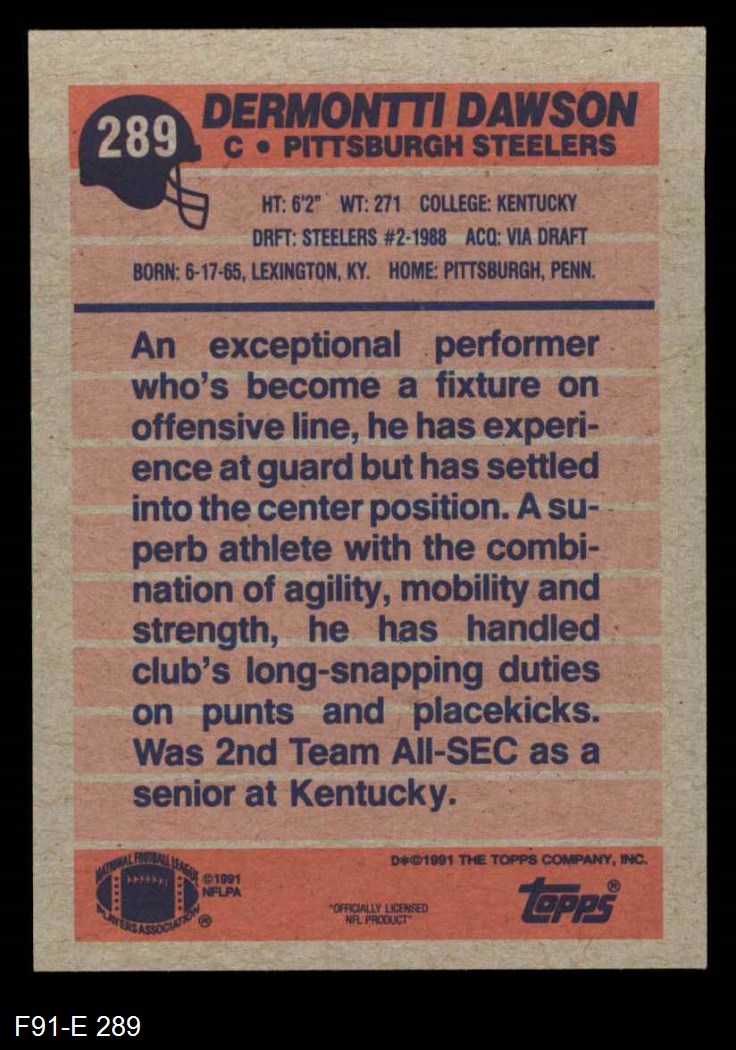 289
DERMONTTI DAWSON
C • PITTSBURGH STEELERS
HT: 6'2" WT: 271 COLLEGE: KENTUCKY
DRFT: STEELERS #2-1988 ACQ: VIA DRAFT
BORN: 6-17-65, LEXINGTON, KY. HOME: PITTSBURGH, PENN.
An exceptional performer
who's become a fixture on
offensive line, he has experi-
ence at guard but has settled
into the center position. A su-
perb athlete with the combi-
nation of agility, mobility and
strength, he has handled
club's long-snapping duties
on punts and placekicks.
Was 2nd Team All-SEC as a
senior at Kentucky.
NATIONAL FOOTBALL LEAGUE
PLAYERS ASSOCIATION
®
©1991
NFLPA
"OFFICIALLY LICENSED
NFL PRODUCT"
D*©1991 THE TOPPS COMPANY, INC.
topps®
F91-E 289